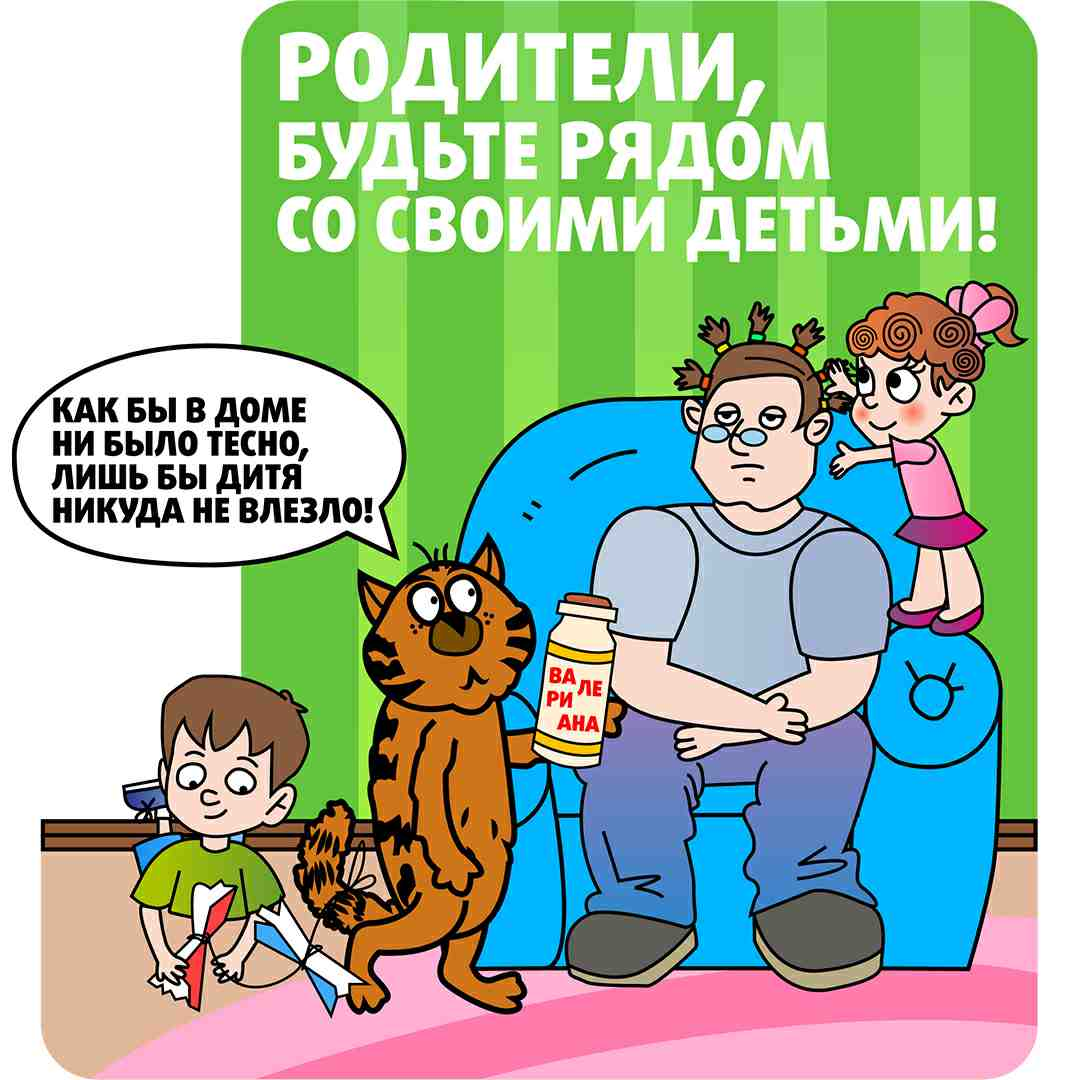 РОДИТЕЛИ,
БУДЬТЕ РЯДО́М
СО СВОИМИ ДЕТЬМИ!
КАК БЫ В ДОМЕ
НИ БЫЛО ТЕСНО,
ЛИШЬ БЫ ДИТЯ
НИКУДА НЕ ВЛЕЗЛО!
ВА
ЛЕ
РИ
АНА